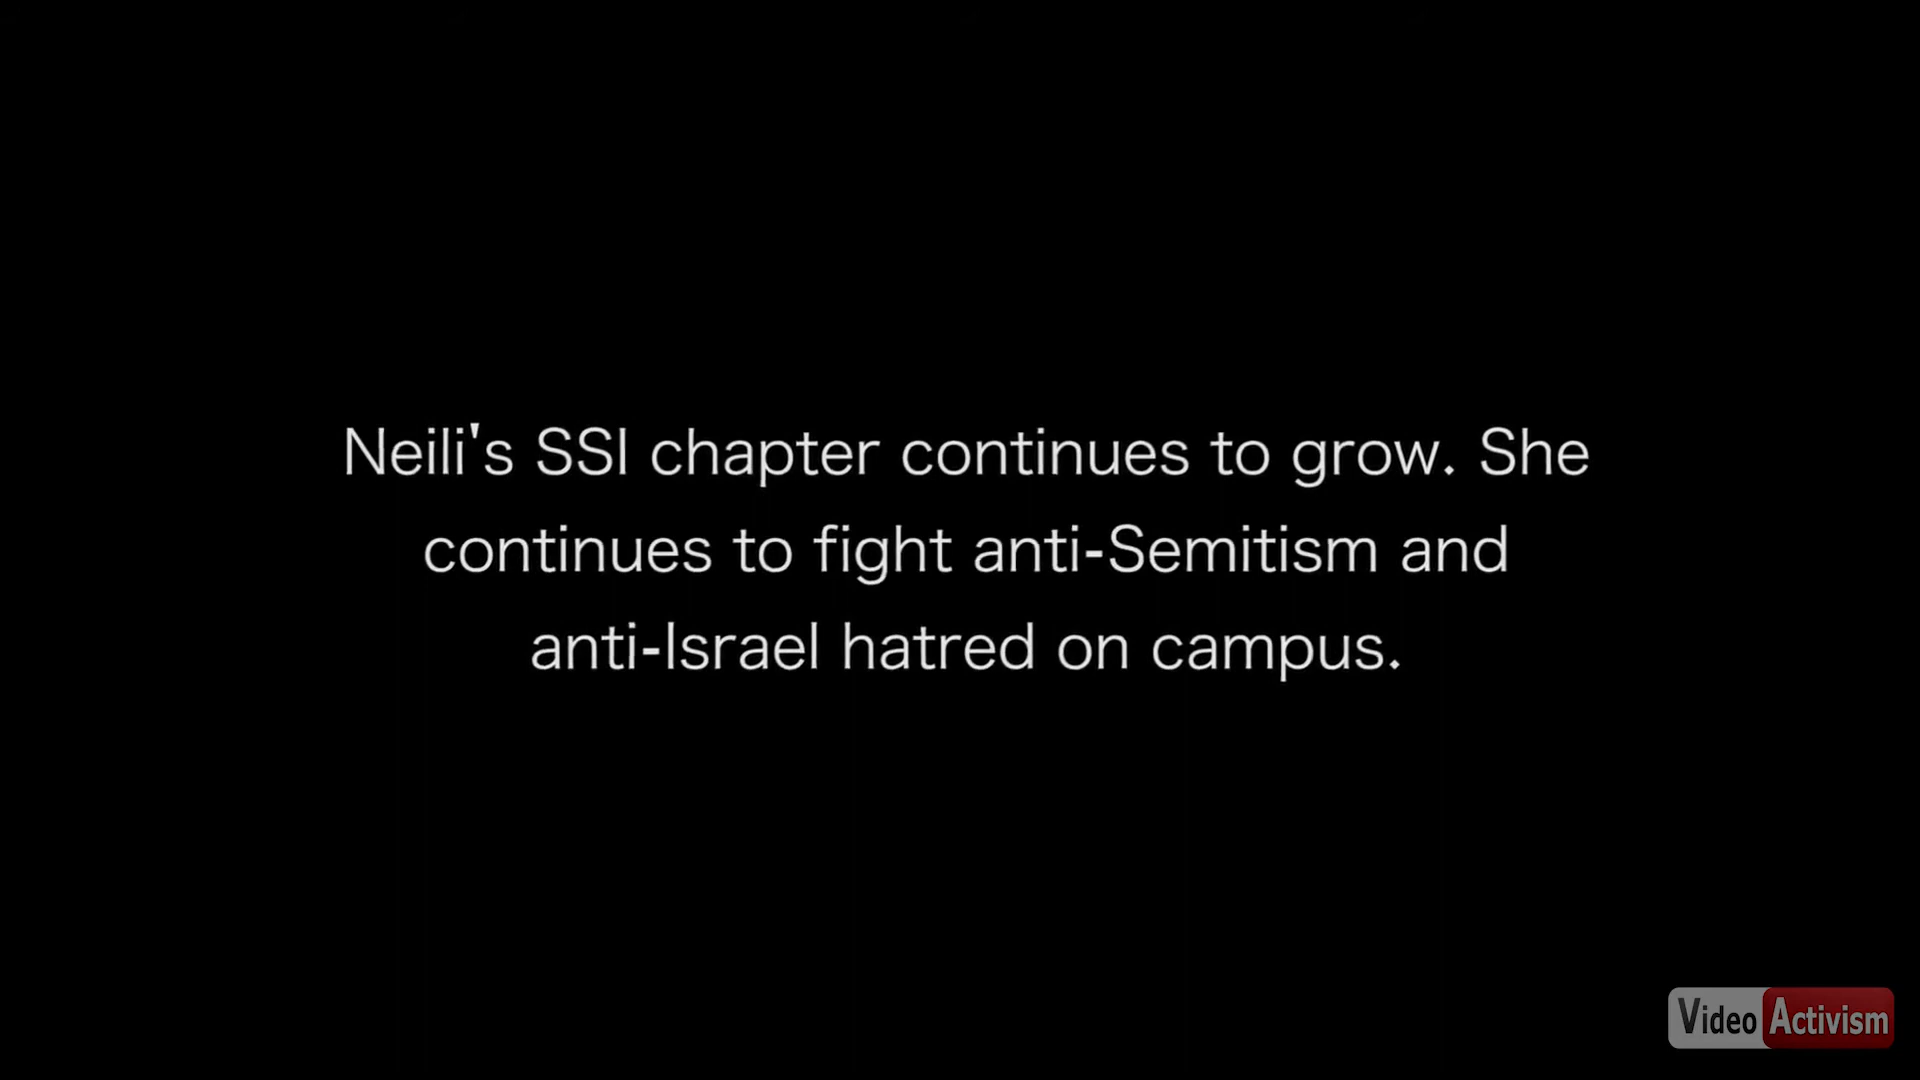 Neili's SSI chapter continues to grow. She
continues to fight anti-Semitism and
anti-Israel hatred on campus.
Video Activism